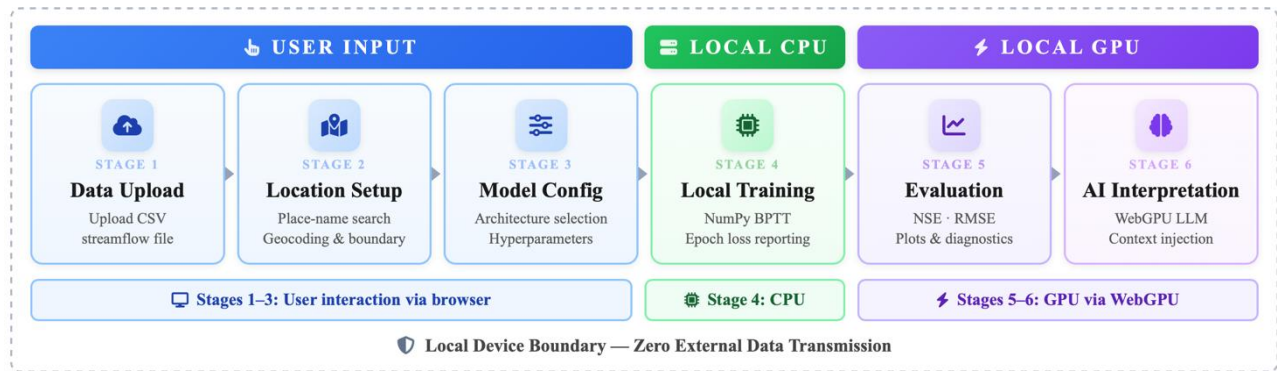 USER INPUT
LOCAL CPU
LOCAL GPU
STAGE 1
Data Upload
Upload CSV
streamflow file
STAGE 2
Location Setup
Place-name search
Geocoding & boundary
STAGE 3
Model Config
Architecture selection
Hyperparameters
STAGE 4
Local Training
NumPy BPTT
Epoch loss reporting
STAGE 5
Evaluation
NSE · RMSE
Plots & diagnostics
STAGE 6
AI Interpretation
WebGPU LLM
Context injection
Stages 1–3: User interaction via browser
Stage 4: CPU
Stages 5–6: GPU via WebGPU
Local Device Boundary — Zero External Data Transmission